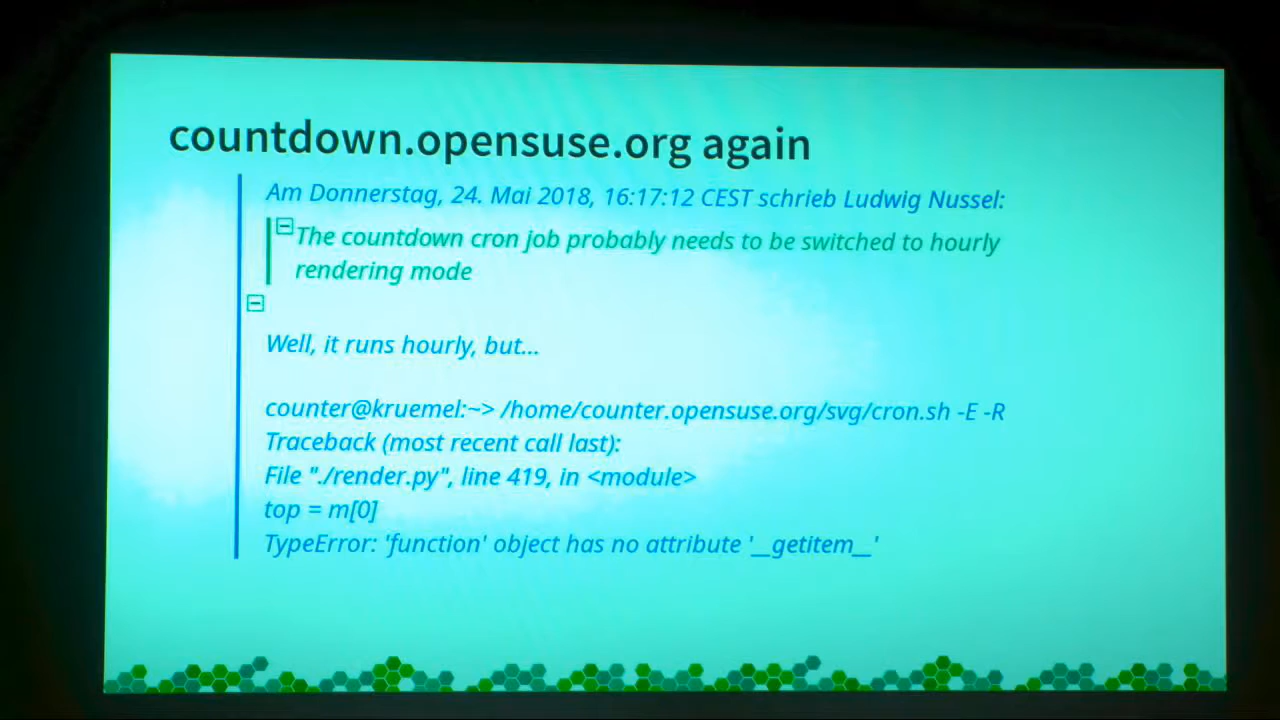 countdown.opensuse.org again
Am Donnerstag, 24. Mai 2018, 16:17:12 CEST schrieb Ludwig Nussel:
The countdown cron job probably needs to be switched to hourly
rendering mode
Well, it runs hourly, but...
counter@kruemel:~> /home/counter.opensuse.org/svg/cron.sh -E -R
Traceback (most recent call last):
File "./render.py", line 419, in <module>
top = m[0]
TypeError: 'function' object has no attribute '__getitem__'